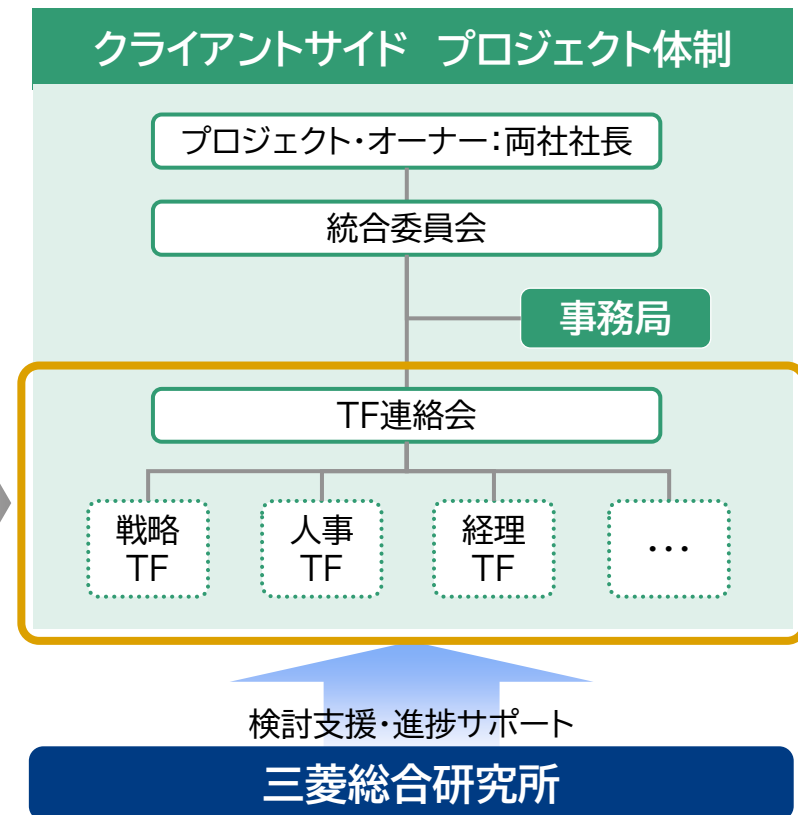 クライアントサイド　プロジェクト体制
プロジェクト・オーナー：両社社長
統合委員会
事務局
TF連絡会
戦略
TF
人事
TF
経理
TF
…
検討支援・進捗サポート
三菱総合研究所